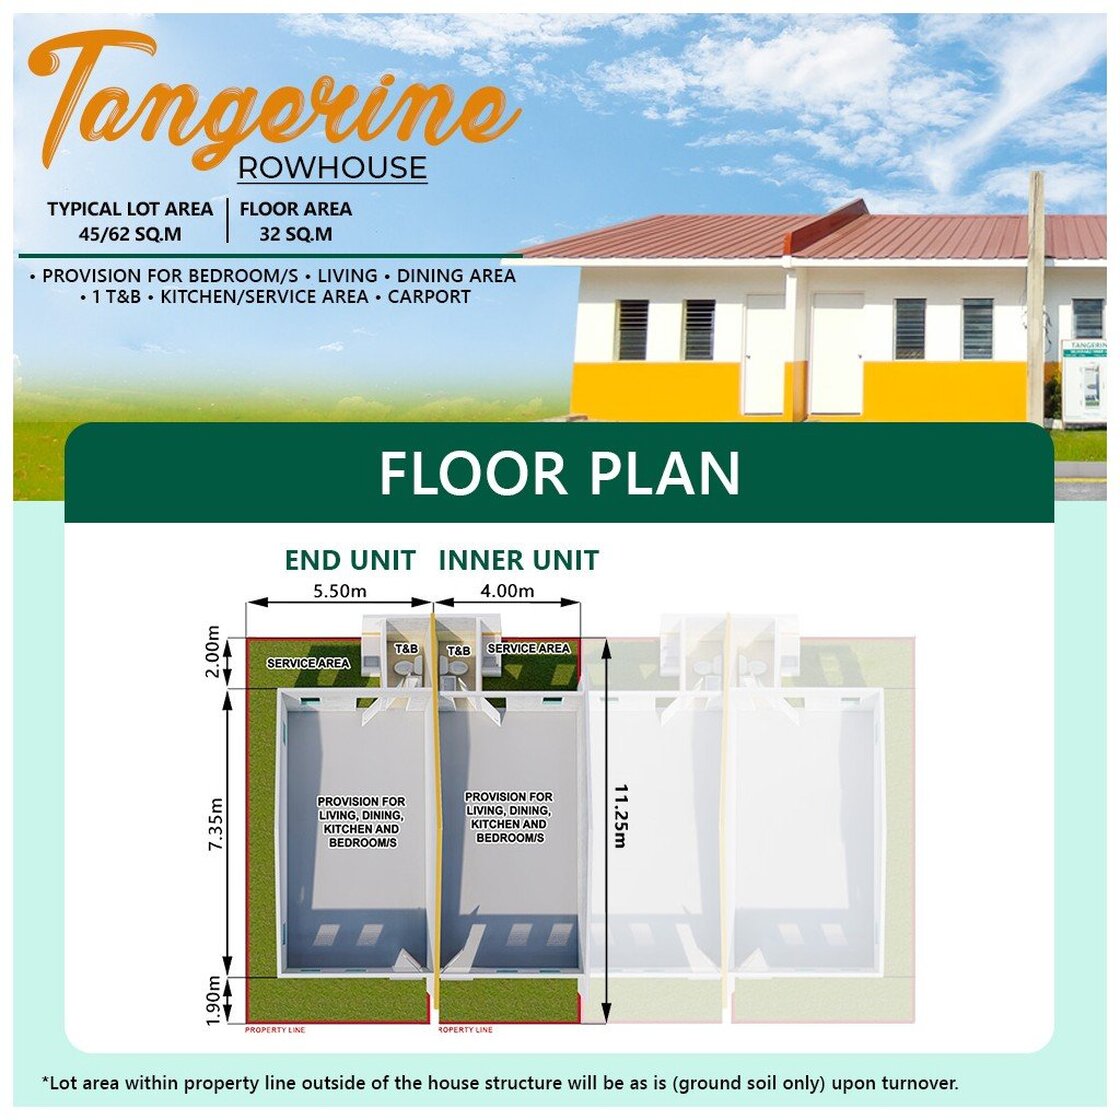 Tangerine
ROWHOUSE
TYPICAL LOT AREA
45/62 SQ.M
FLOOR AREA
32 SQ.M
• PROVISION FOR BEDROOM/S • LIVING • DINING AREA
• 1 T&B • KITCHEN/SERVICE AREA • CARPORT
TANGERIN
FLOOR PLAN
END UNIT
INNER UNIT
5.50m
4.00m
2.00m
SERVICE AREA
T&B
T&B
SERVICE AREA
7.35m
PROVISION FOR
LIVING, DINING,
KITCHEN AND
BEDROOM/S
PROVISION FOR
LIVING, DINING,
KITCHEN AND
BEDROOM/S
11.25m
1.90m
PROPERTY LINE
ROPERTY LINE
*Lot area within property line outside of the house structure will be as is (ground soil only) upon turnover.